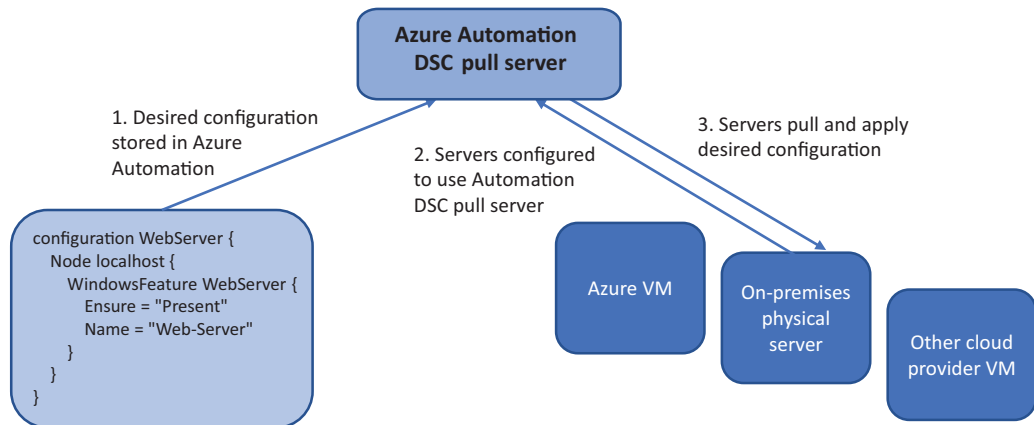 Azure Automation
DSC pull server
1. Desired configuration
stored in Azure
Automation
2. Servers configured
to use Automation
DSC pull server
3. Servers pull and apply
desired configuration
configuration WebServer {
Node localhost {
WindowsFeature WebServer {
Ensure = "Present"
Name = "Web-Server"
}
}
}
Azure VM
On-premises
physical
server
Other cloud
provider VM